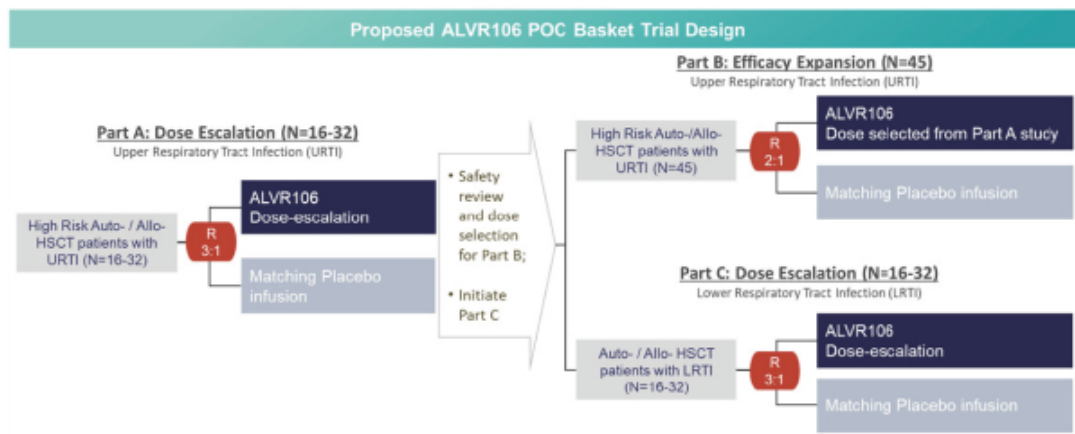 Proposed ALVR106 POC Basket Trial Design
Part A: Dose Escalation (N=16-32)
Upper Respiratory Tract Infection (URTI)
High Risk Auto- / Allo-
HSCT patients with
URTI (N=16-32)
R
3:1
ALVR106
Dose-escalation
Matching Placebo
infusion
• Safety
review
and dose
selection
for Part B;
• Initiate
Part C
Part B: Efficacy Expansion (N=45)
Upper Respiratory Tract Infection (URTI)
High Risk Auto-/Allo-
HSCT patients with
URTI (N=45)
R
2:1
ALVR106
Dose selected from Part A study
Matching Placebo infusion
Part C: Dose Escalation (N=16-32)
Lower Respiratory Tract Infection (LRTI)
Auto- / Allo- HSCT
patients with LRTI
(N=16-32)
R
3:1
ALVR106
Dose-escalation
Matching Placebo infusion